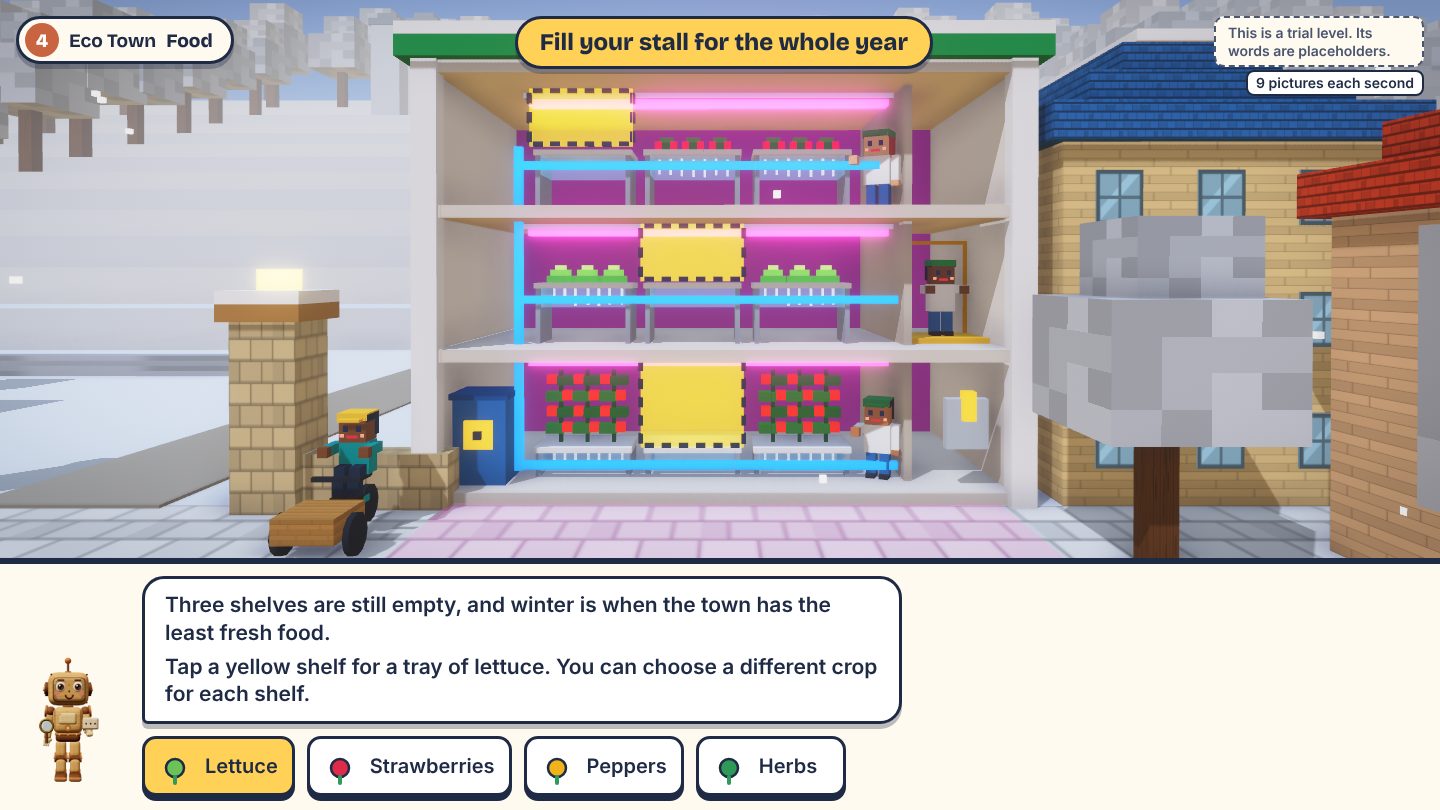 4 Eco Town Food
Fill your stall for the whole year
This is a trial level. Its
words are placeholders.
9 pictures each second
Three shelves are still empty, and winter is when the town has the
least fresh food.
Tap a yellow shelf for a tray of lettuce. You can choose a different crop
for each shelf.
Lettuce
Strawberries
Peppers
Herbs